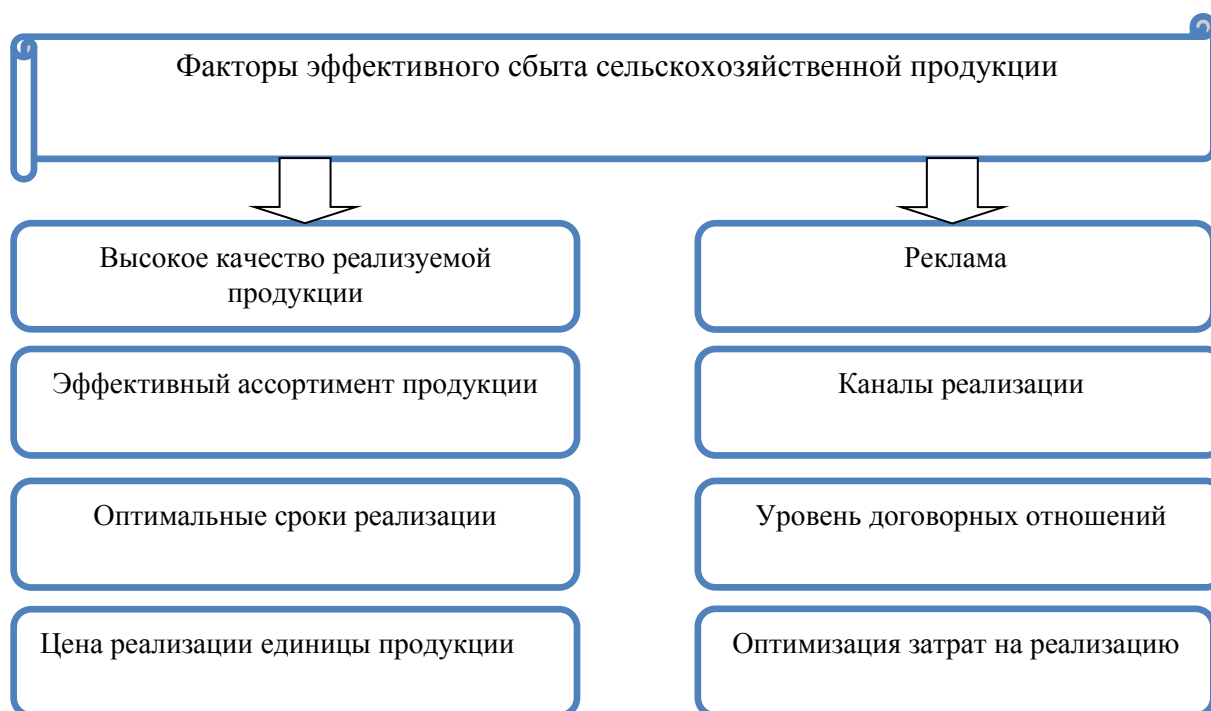 Факторы эффективного сбыта сельскохозяйственной продукции
Высокое качество реализуемой
продукции
Реклама
Эффективный ассортимент продукции
Каналы реализации
Оптимальные сроки реализации
Уровень договорных отношений
Цена реализации единицы продукции
Оптимизация затрат на реализацию